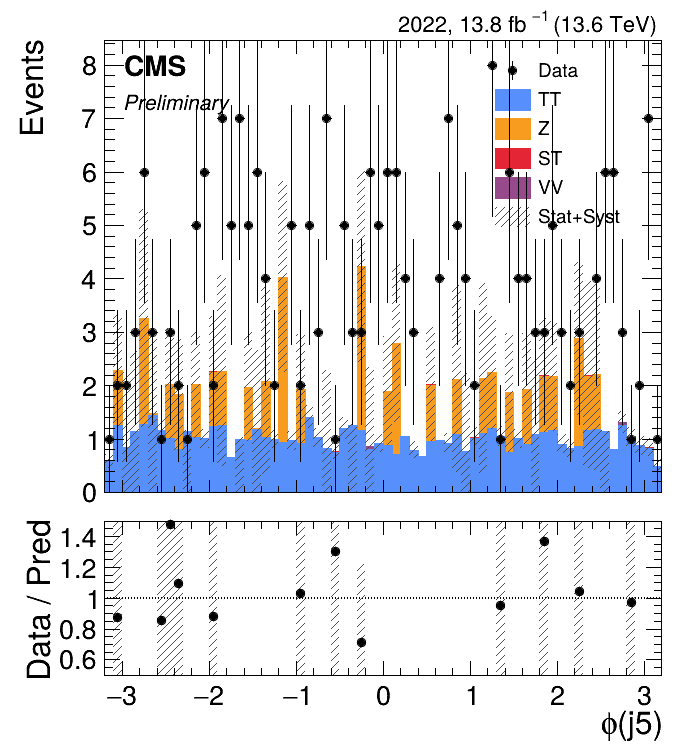 2022, 13.8 fb⁻¹ (13.6 TeV)
CMS
Preliminary
Data
TT
Z
ST
VV
Stat+Syst
Events
8
7
6
5
4
3
2
1
0
Data / Pred
1.4
1.2
1
0.8
0.6
−3 −2 −1 0 1 2 3
ϕ(j5)